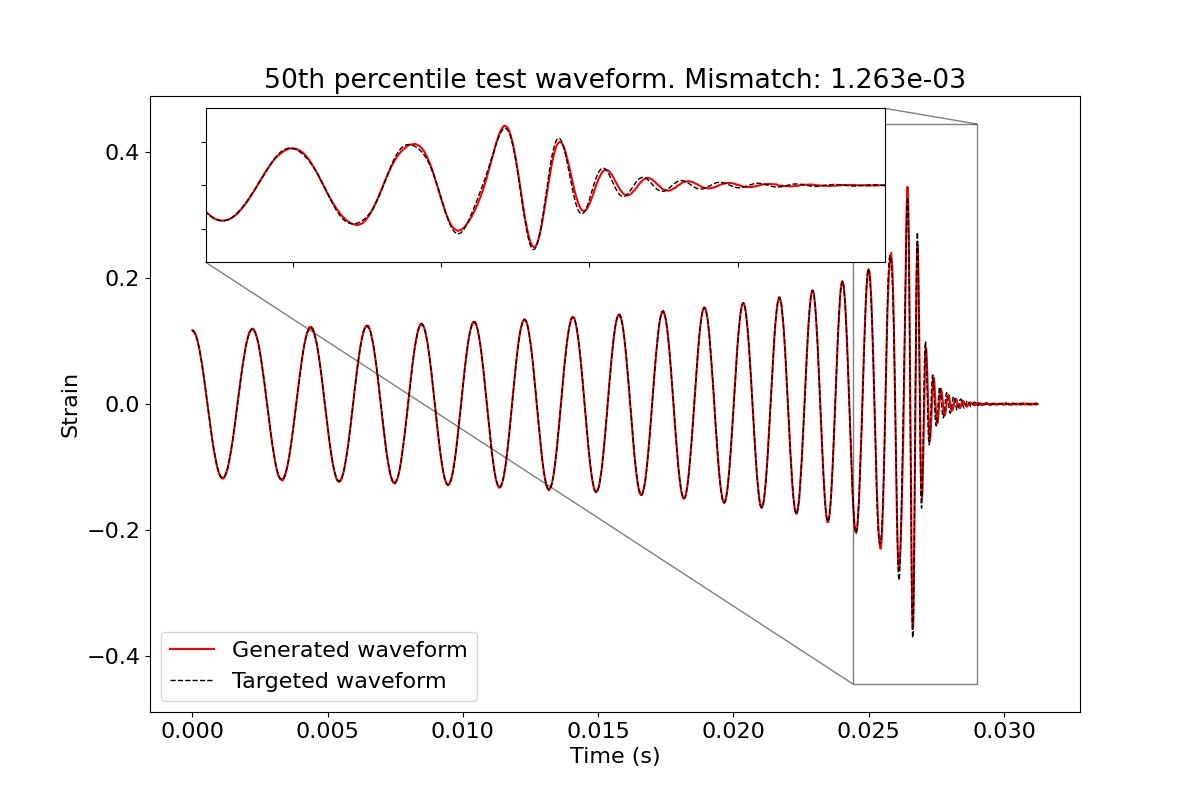 50th percentile test waveform. Mismatch: 1.263e-03
0.4
0.2
0.0
−0.2
−0.4
Strain
Generated waveform
Targeted waveform
0.000 0.005 0.010 0.015 0.020 0.025 0.030
Time (s)